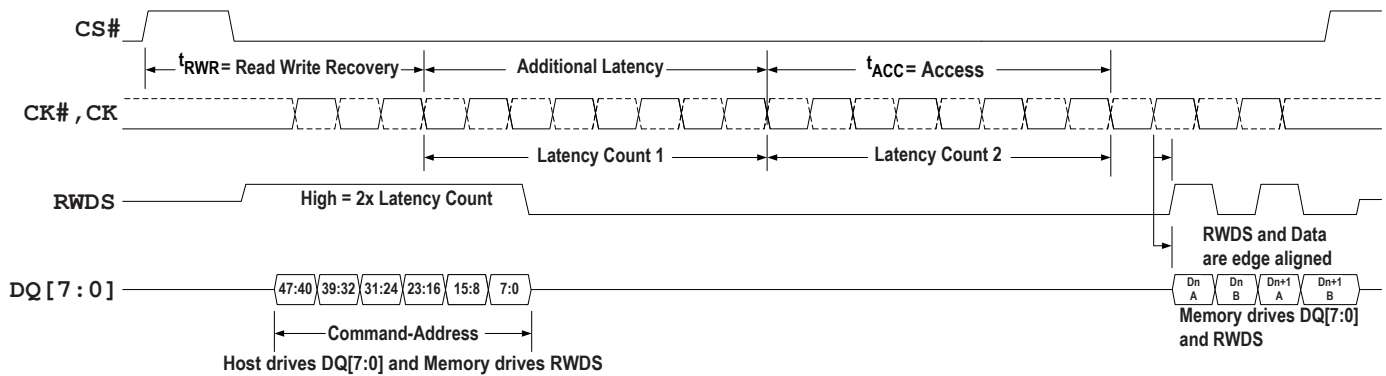 CS#
tRWR= Read Write Recovery
Additional Latency
tACC= Access
CK#,CK
Latency Count 1
Latency Count 2
RWDS
High = 2x Latency Count
RWDS and Data
are edge aligned
DQ[7:0]
47:40 39:32 31:24 23:16 15:8 7:0
Dn A
Dn B
Dn+1 A
Dn+1 B
Command-Address
Memory drives DQ[7:0]
and RWDS
Host drives DQ[7:0] and Memory drives RWDS